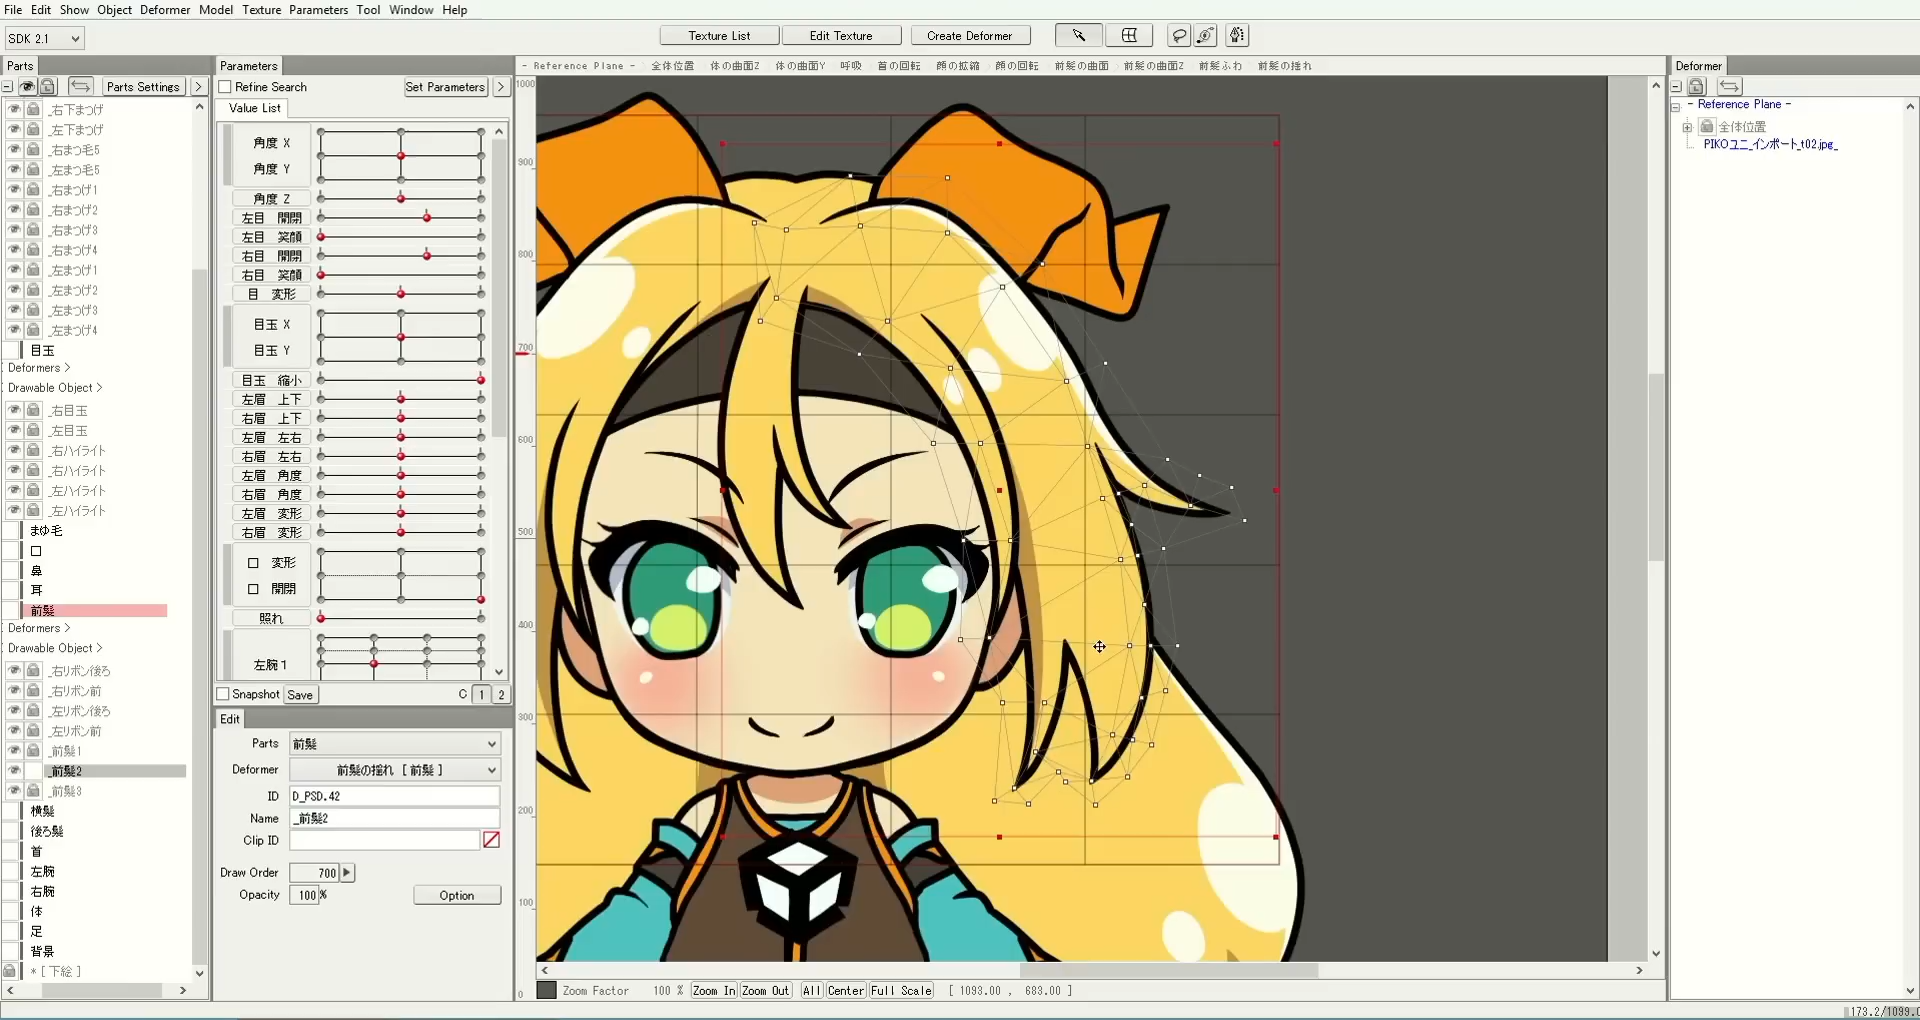 File Edit Show Object Deformer Model Texture Parameters Tool Window Help
SDK 2.1
Texture List Edit Texture Create Deformer
Parts
Parts Settings >
_右下まつげ
_左下まつげ
_右まつ毛5
_左まつ毛5
_右まつげ1
_右まつげ2
_右まつげ3
_右まつげ4
_左まつげ1
_左まつげ2
_左まつげ3
_左まつげ4
目玉
Deformers >
Drawable Object >
_右目玉
_左目玉
_右ハイライト
_右ハイライト
_左ハイライト
_左ハイライト
まゆ毛
口
鼻
耳
前髪
Deformers >
Drawable Object >
_右リボン後ろ
_右リボン前
_左リボン後ろ
_左リボン前
_前髪1
_前髪2
_前髪3
横髪
後ろ髪
首
左腕
右腕
体
足
背景
* [ 下絵 ]
Parameters
Refine Search Set Parameters >
Value List
角度 X
角度 Y
角度 Z
左目 開閉
左目 笑顔
右目 開閉
右目 笑顔
目 変形
目玉 X
目玉 Y
目玉 縮小
左眉 上下
右眉 上下
左眉 左右
右眉 左右
左眉 角度
右眉 角度
左眉 変形
右眉 変形
口 変形
口 開閉
照れ
左腕1
Snapshot Save C 1 2
Edit
Parts 前髪
Deformer 前髪の揺れ [ 前髪 ]
ID D_PSD.42
Name _前髪2
Clip ID
Draw Order 700
Opacity 100 % Option
- Reference Plane - 全体位置 体の曲面Z 体の曲面Y 呼吸 首の回転 顔の拡縮 顔の回転 前髪の曲面 前髪の曲面Z 前髪ふわ 前髪の揺れ
1000
900
800
700
600
500
400
300
200
100
0
Zoom Factor 100 % Zoom In Zoom Out All Center Full Scale [ 1093.00 , 683.00 ]
Deformer
- Reference Plane -
全体位置
PIKOユニ_インポート_t02.jpg_
173.2/1099.0